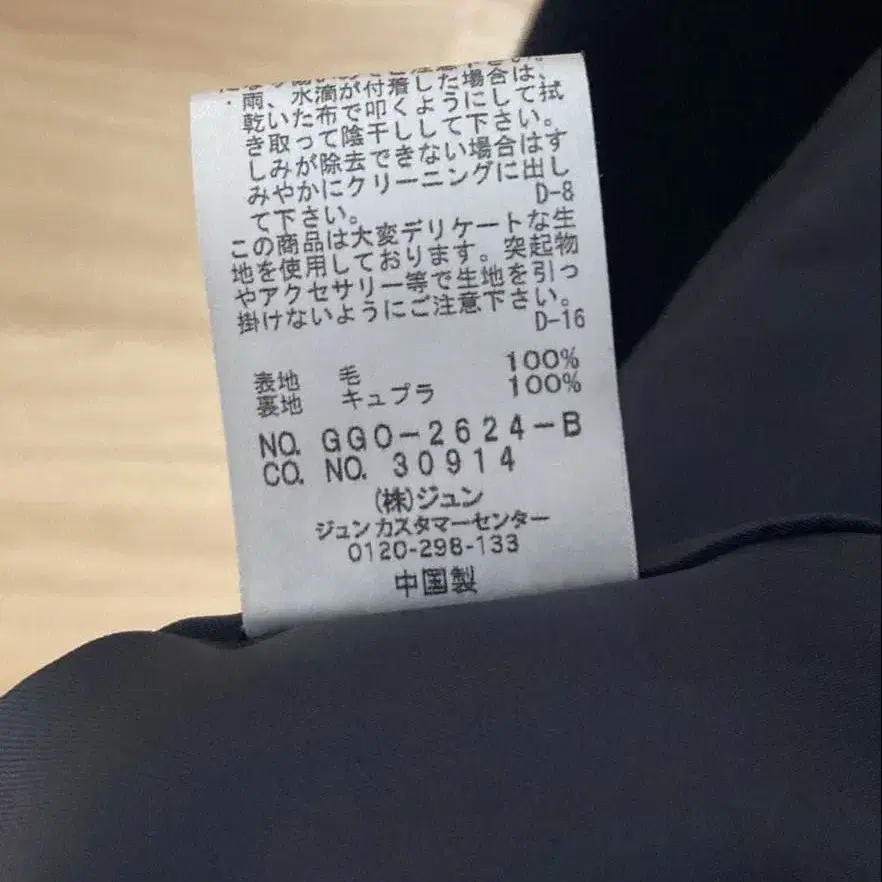 ・雨、水滴が付着した場合は、
乾いた布で叩くようにして拭
き取って陰干しして下さい。
しみが除去できない場合はす
みやかにクリーニングに出し
て下さい。 D-8
この商品は大変デリケートな生
地を使用しております。突起物
やアクセサリー等で生地を引っ
掛けないようにご注意下さい。
D-16
表地 毛 100%
裏地 キュプラ 100%
NO. GGO-2624-B
CO. NO. 30914
(株)ジュン
ジュンカスタマーセンター
0120-298-133
中国製